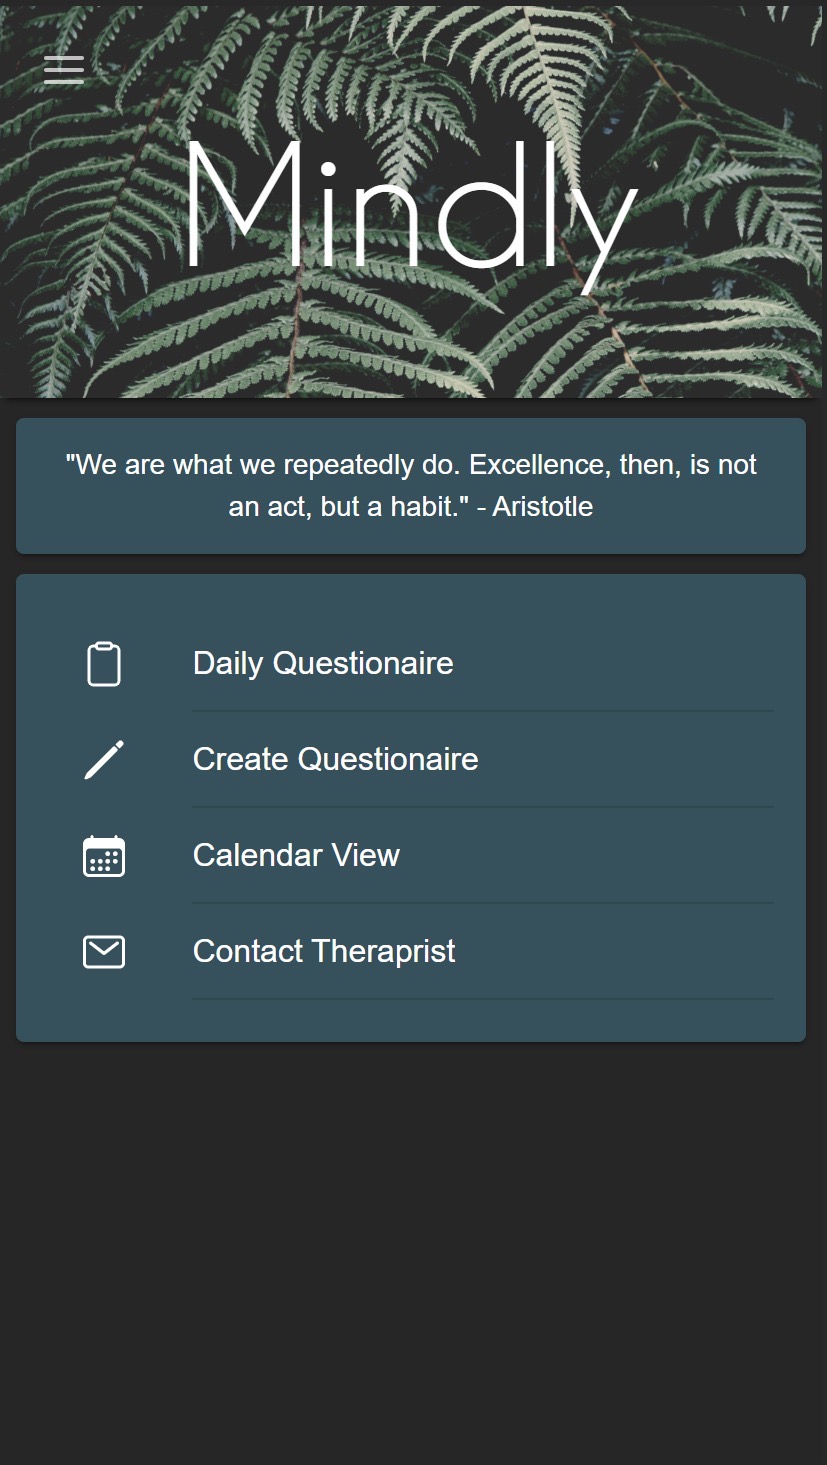 Mindly
"We are what we repeatedly do. Excellence, then, is not
an act, but a habit." - Aristotle
Daily Questionaire
Create Questionaire
Calendar View
Contact Theraprist